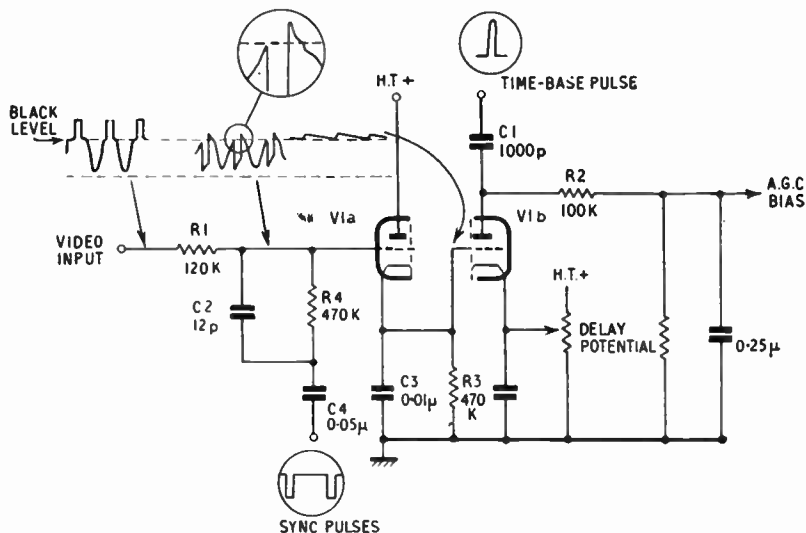 TIME-BASE PULSE
H.T +
BLACK
LEVEL
C1
1000p
R2
100K
A.G.C
BIAS
V1a
V1b
R1
120K
VIDEO
INPUT
H.T.+
C2
12p
R4
470K
DELAY
POTENTIAL
0·25μ
C3
0·01μ
R3
470
K
C4
0·05μ
SYNC PULSES